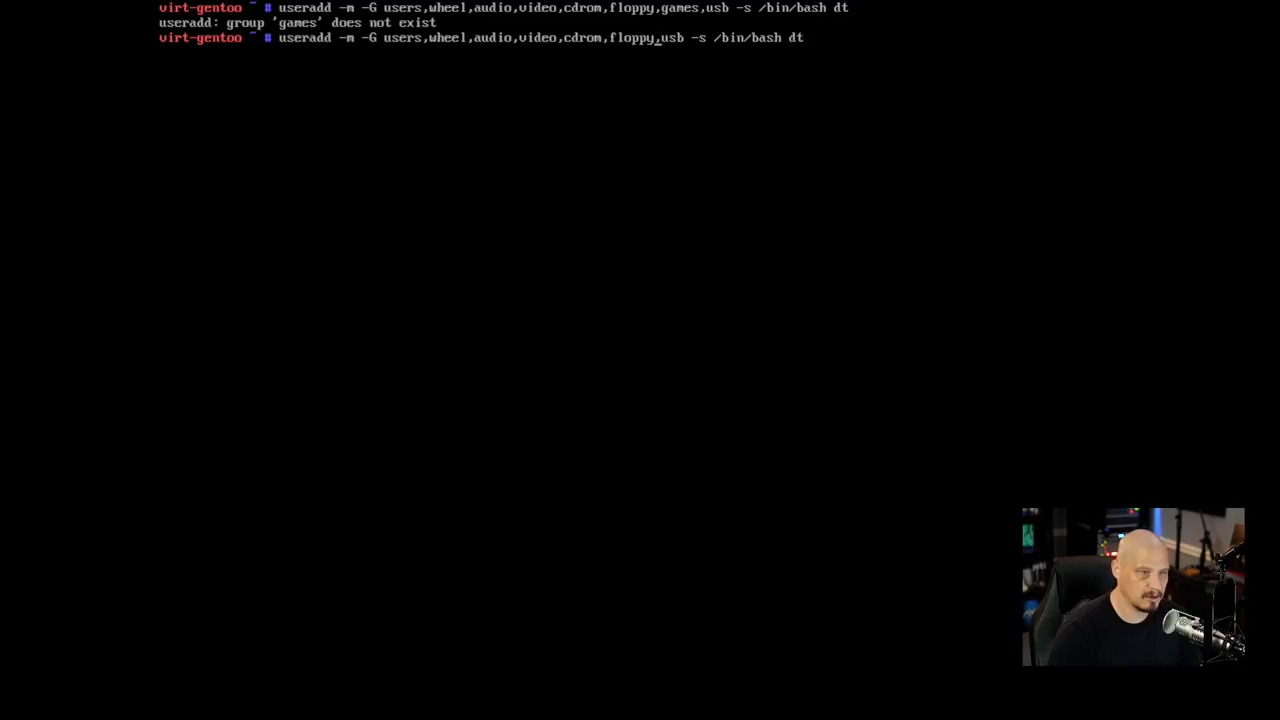 virt-gentoo ~ # useradd -m -G users,wheel,audio,video,cdrom,floppy,games,usb -s /bin/bash dt
useradd: group 'games' does not exist
virt-gentoo ~ # useradd -m -G users,wheel,audio,video,cdrom,floppy,usb -s /bin/bash dt